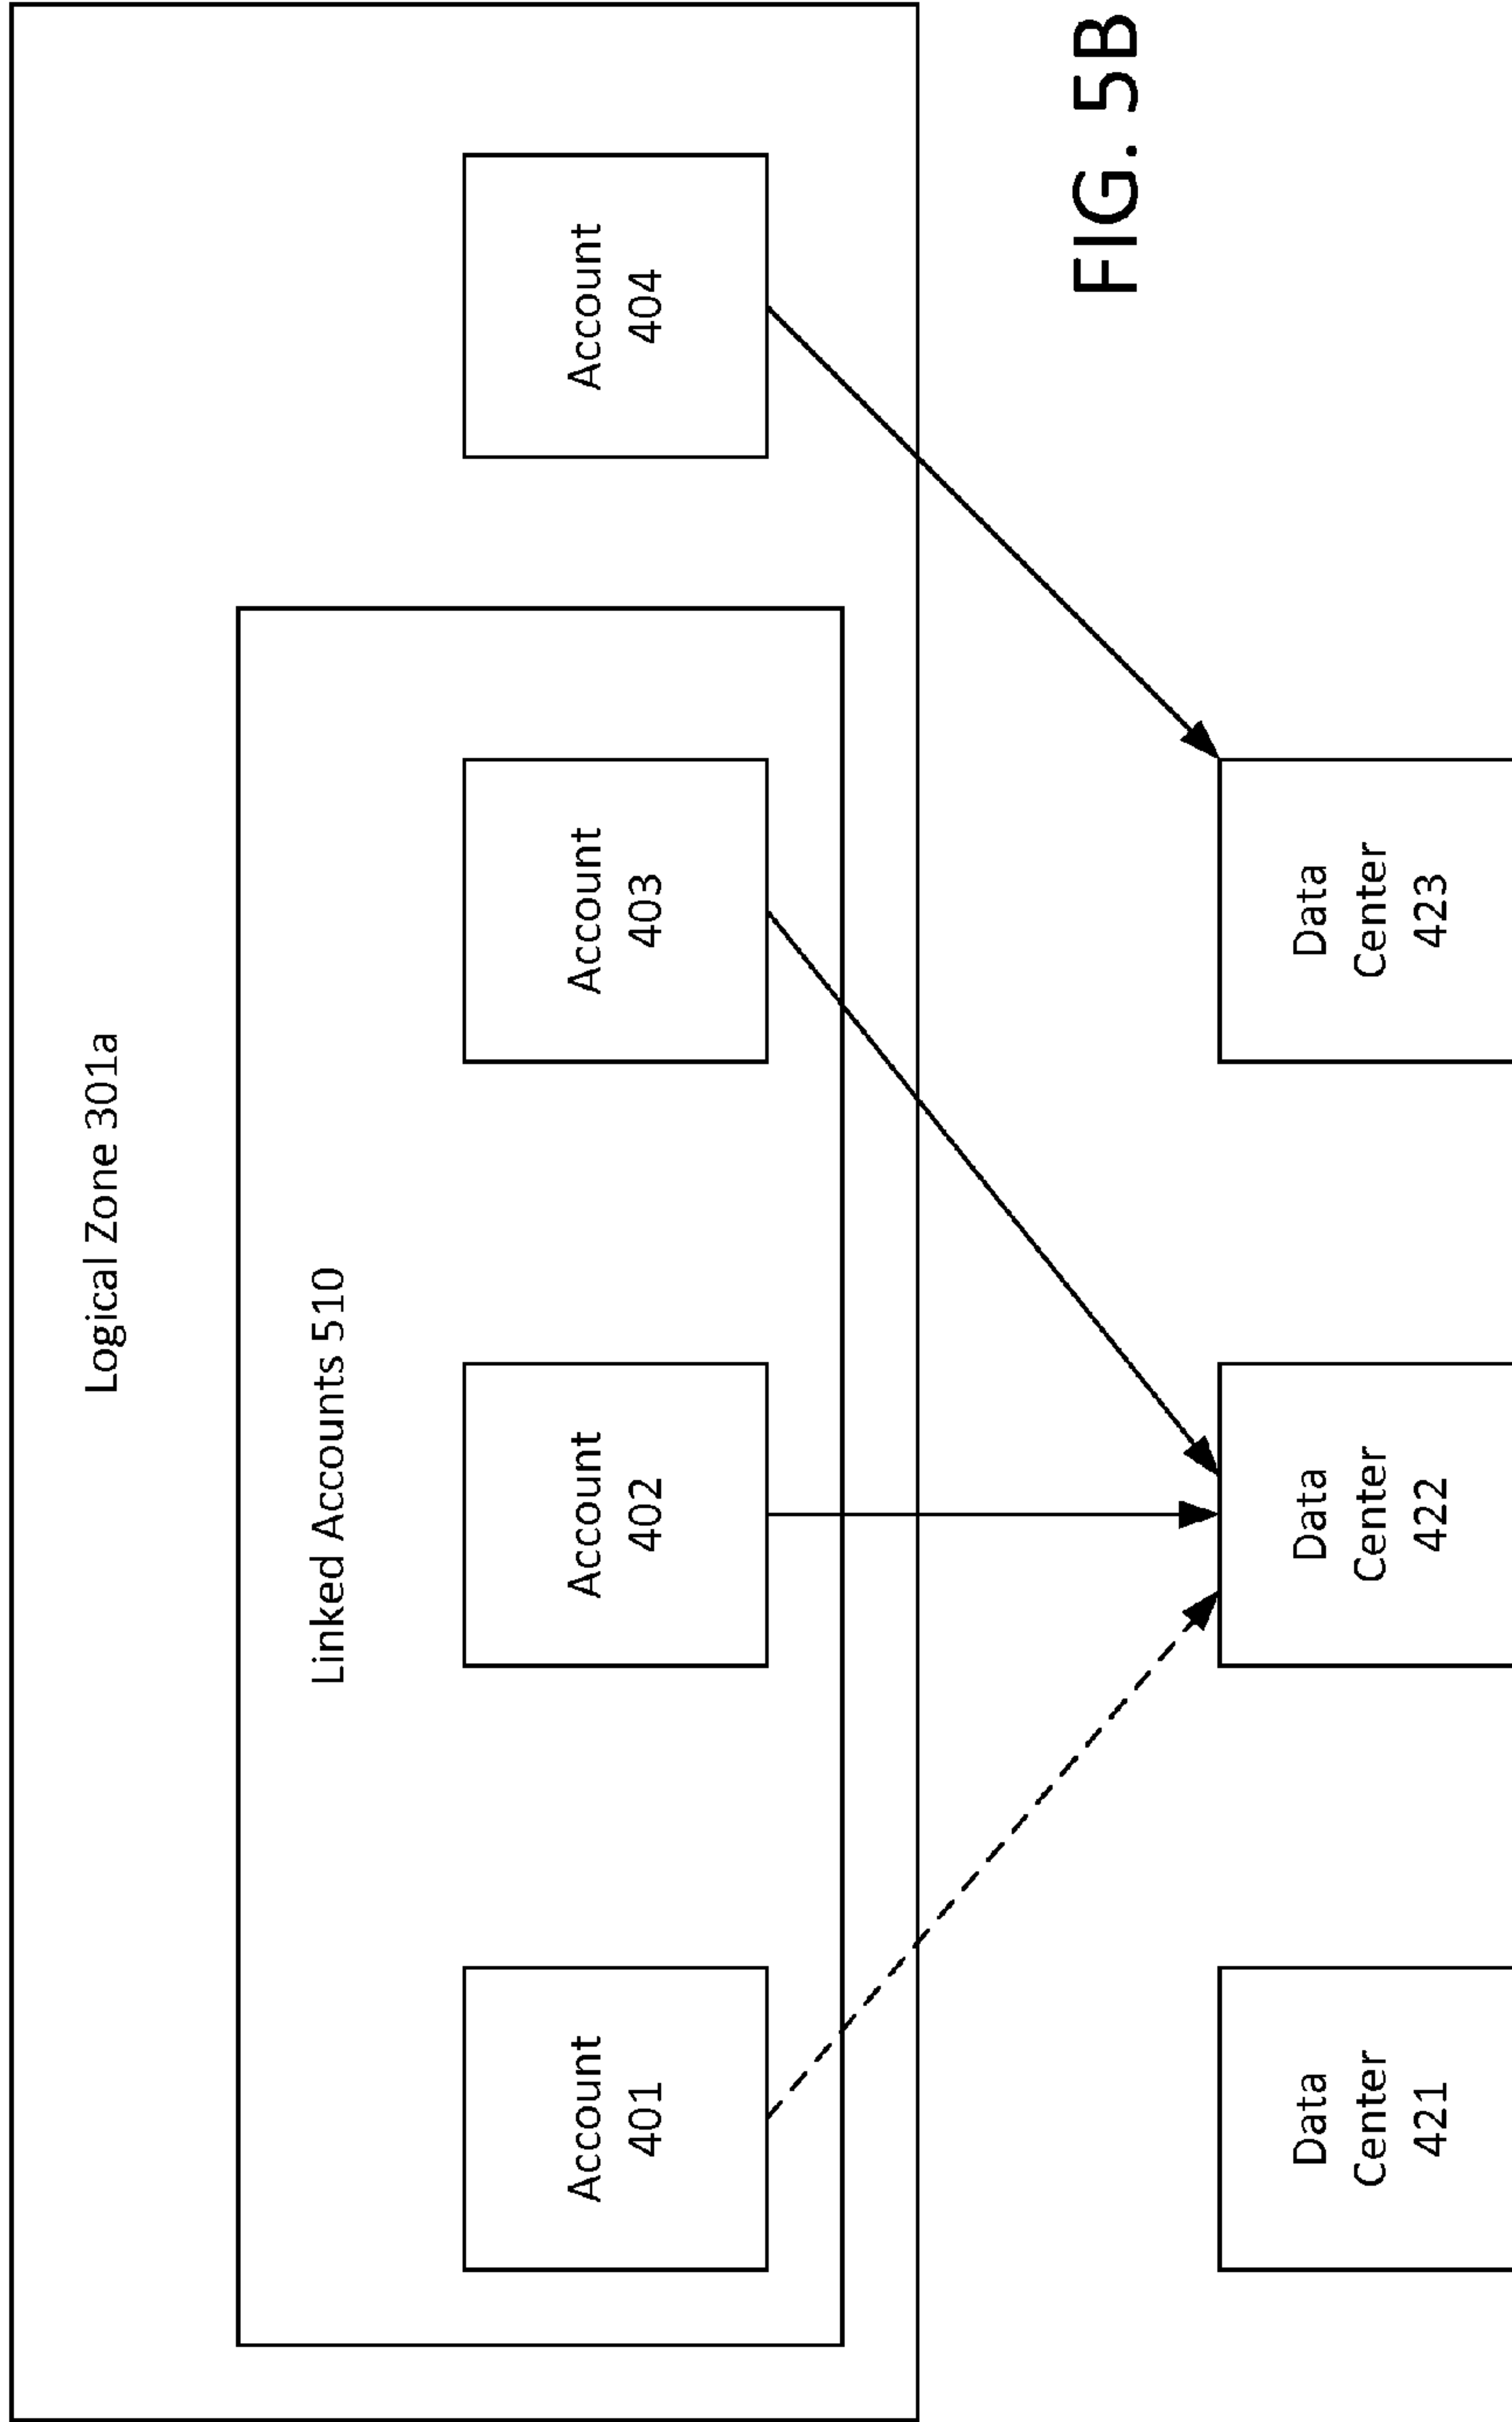 Logical Zone 301a
Linked Accounts 510
Account
401
Account
402
Account
403
Account
404
Data
Center
421
Data
Center
422
Data
Center
423
FIG. 5B